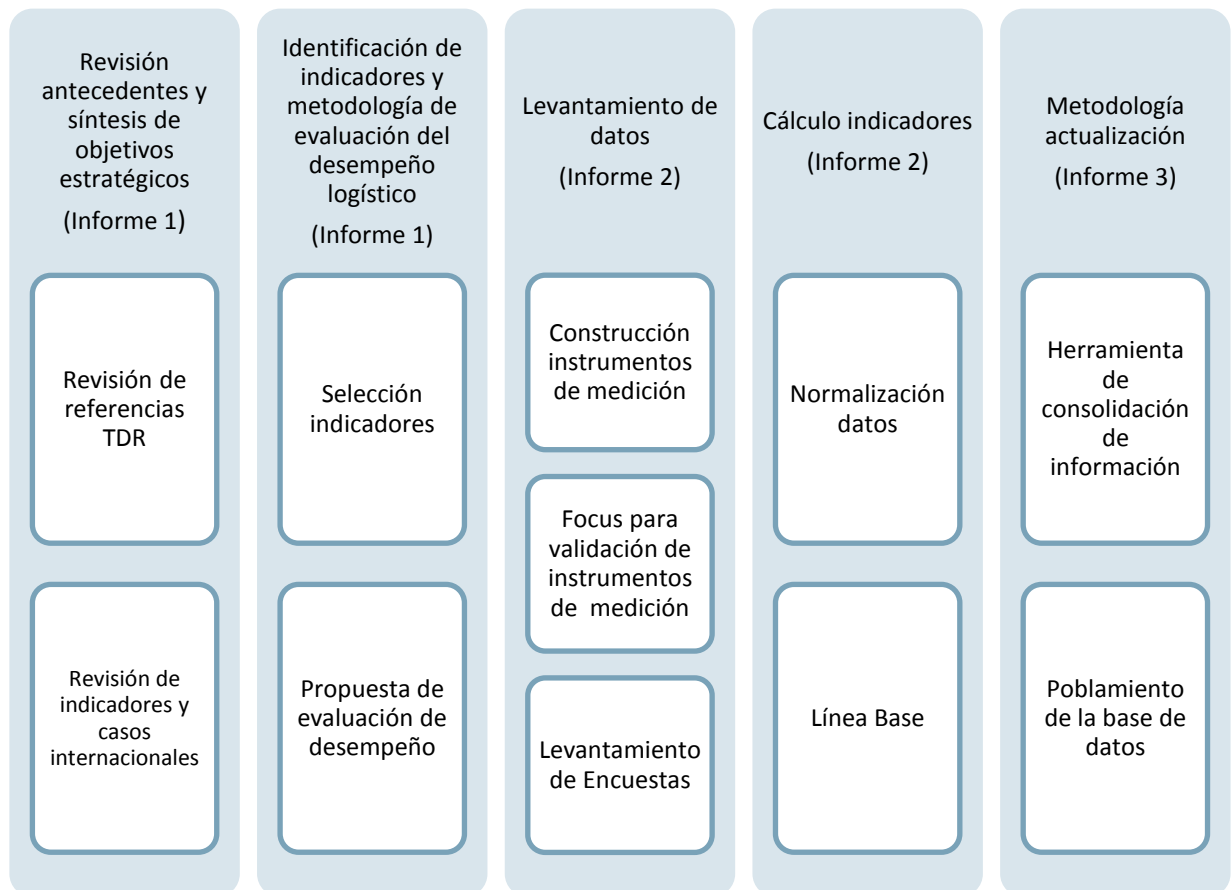 Revisión
antecedentes y
síntesis de
objetivos
estratégicos
(Informe 1)
Revisión de
referencias
TDR
Revisión de
indicadores y
casos
internacionales
Identificación de
indicadores y
metodología de
evaluación del
desempeño
logístico
(Informe 1)
Selección
indicadores
Propuesta de
evaluación de
desempeño
Levantamiento de
datos
(Informe 2)
Construcción
instrumentos
de medición
Focus para
validación de
instrumentos
de medición
Levantamiento
de Encuestas
Cálculo indicadores
(Informe 2)
Normalización
datos
Línea Base
Metodología
actualización
(Informe 3)
Herramienta
de
consolidación
de
información
Poblamiento
de la base de
datos